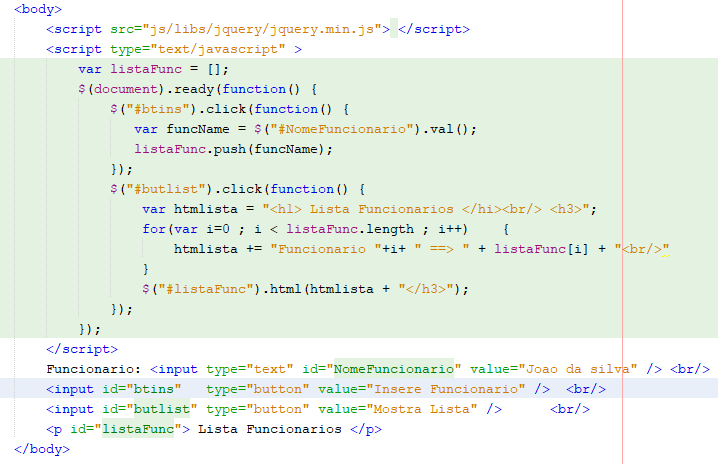 <body>
<script src="js/libs/jquery/jquery.min.js"> </script>
<script type="text/javascript" >
var listaFunc = [];
$(document).ready(function() {
$("#btins").click(function() {
var funcName = $("#NomeFuncionario").val();
listaFunc.push(funcName);
});
$("#butlist").click(function() {
var htmlista = "<hl> Lista Funcionarios </hi><br/> <h3>";
for(var i=0 ; i < listaFunc.length ; i++)    {
htmlista += "Funcionario "+i+ " ==> " + listaFunc[i] + "<br/>"
}
$("#listaFunc").html(htmlista + "</h3>");
});
});
</script>
Funcionario: <input type="text" id="NomeFuncionario" value="Joao da silva" /> <br/>
<input id="btins"   type="button" value="Insere Funcionario" />  <br/>
<input id="butlist" type="button" value="Mostra Lista" />      <br/>
<p id="listaFunc"> Lista Funcionarios </p>
</body>